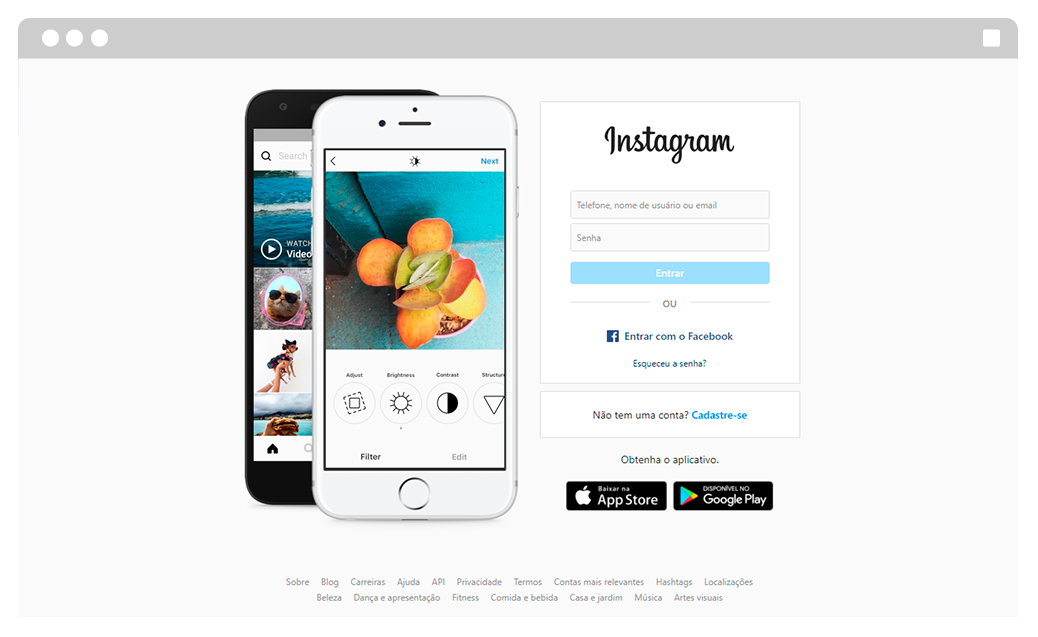 Search
WATCH
Video
Next
Adjust
Brightness
Contrast
Structure
Filter
Edit
Instagram
Telefone, nome de usuário ou email
Senha
Entrar
OU
Entrar com o Facebook
Esqueceu a senha?
Não tem uma conta? Cadastre-se
Obtenha o aplicativo.
Baixar na
App Store
DISPONÍVEL NO
Google Play
Sobre Blog Carreiras Ajuda API Privacidade Termos Contas mais relevantes Hashtags Localizações
Beleza Dança e apresentação Fitness Comida e bebida Casa e jardim Música Artes visuais